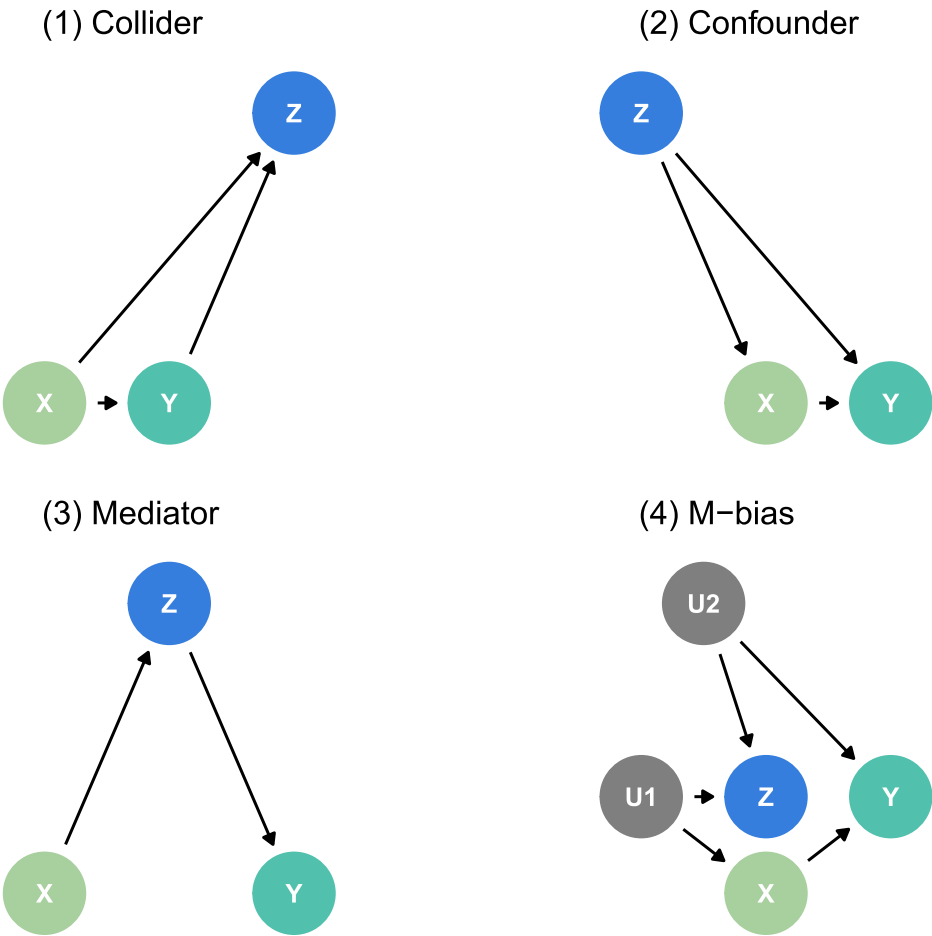 (1) Collider
Z
X
Y
(2) Confounder
Z
X
Y
(3) Mediator
Z
X
Y
(4) M−bias
U2
U1
Z
Y
X